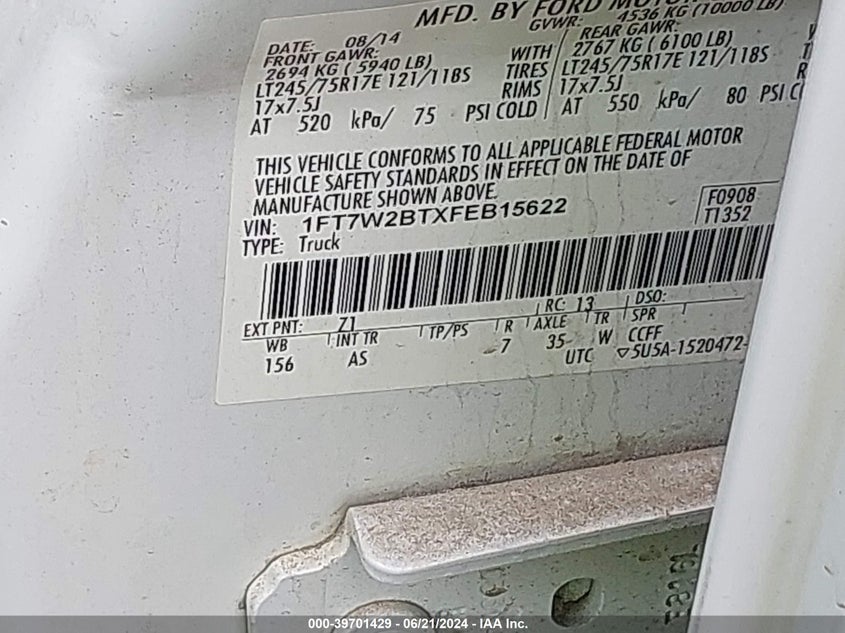 MFD. BY FORD MOTOR
DATE: 08/14 GVWR: 4536 KG (10000 LB)
FRONT GAWR: REAR GAWR:
2694 KG ( 5940 LB) WITH 2767 KG ( 6100 LB)
LT245/75R17E 121/118S TIRES LT245/75R17E 121/118S
17x7.5J RIMS 17x7.5J
AT 520 kPa/ 75 PSI COLD AT 550 kPa/ 80 PSI
THIS VEHICLE CONFORMS TO ALL APPLICABLE FEDERAL MOTOR
VEHICLE SAFETY STANDARDS IN EFFECT ON THE DATE OF
MANUFACTURE SHOWN ABOVE.
VIN: 1FT7W2BTXFEB15622 F0908
TYPE: Truck T1352
EXT PNT: Z1 RC: 13 DSO:
WB INT TR TP/PS R AXLE TR SPR
156 AS 7 35 W CCFF
UTC ▽5U5A-1520472-
000-39701429 - 06/21/2024 - IAA Inc.